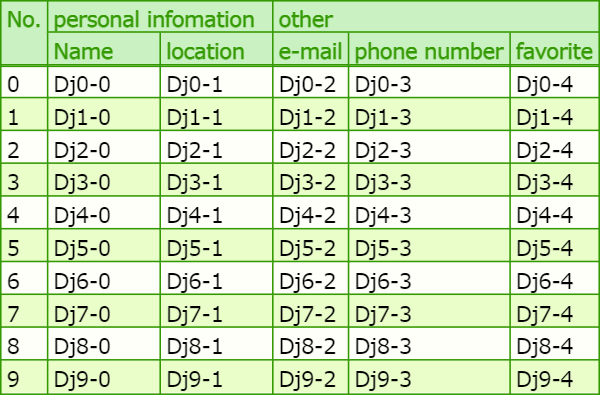 No. personal infomation other
Name location e-mail phone number favorite
0 Dj0-0 Dj0-1 Dj0-2 Dj0-3 Dj0-4
1 Dj1-0 Dj1-1 Dj1-2 Dj1-3 Dj1-4
2 Dj2-0 Dj2-1 Dj2-2 Dj2-3 Dj2-4
3 Dj3-0 Dj3-1 Dj3-2 Dj3-3 Dj3-4
4 Dj4-0 Dj4-1 Dj4-2 Dj4-3 Dj4-4
5 Dj5-0 Dj5-1 Dj5-2 Dj5-3 Dj5-4
6 Dj6-0 Dj6-1 Dj6-2 Dj6-3 Dj6-4
7 Dj7-0 Dj7-1 Dj7-2 Dj7-3 Dj7-4
8 Dj8-0 Dj8-1 Dj8-2 Dj8-3 Dj8-4
9 Dj9-0 Dj9-1 Dj9-2 Dj9-3 Dj9-4